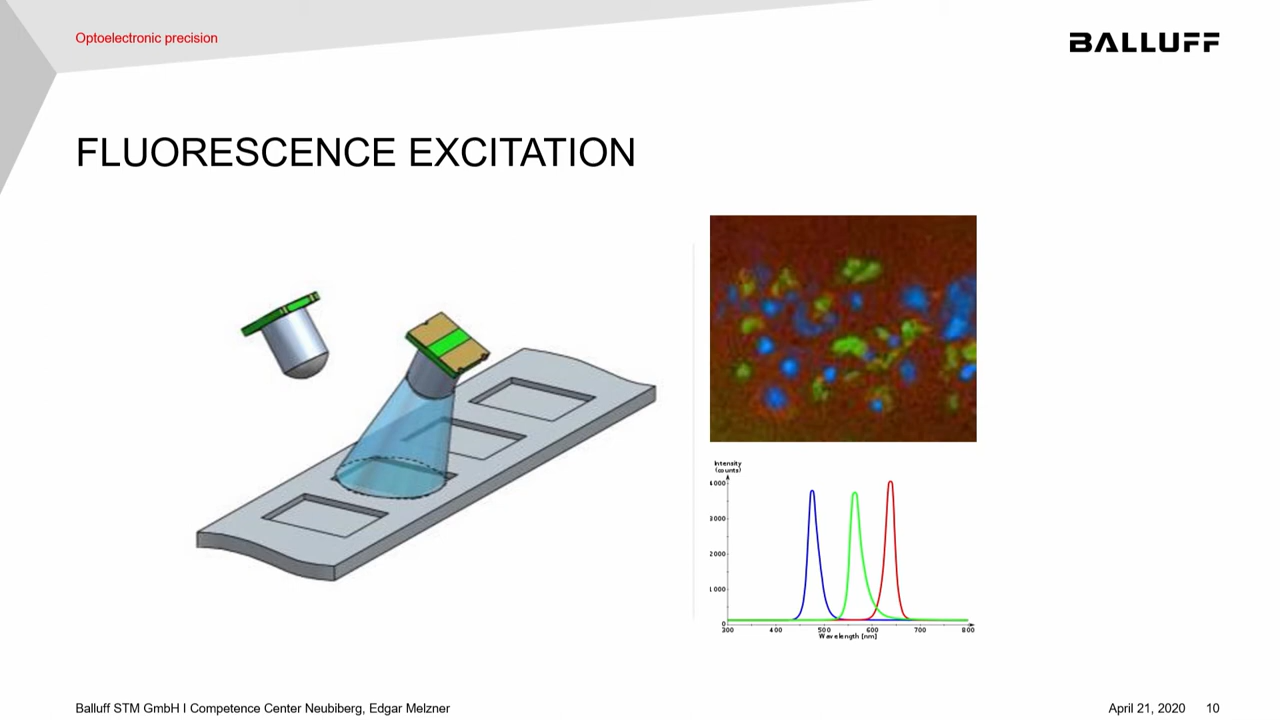 Optoelectronic precision
BALLUFF
FLUORESCENCE EXCITATION
Intensity
(counts)
4000
3000
2000
1000
0
300 400 500 600 700 800
Wavelength [nm]
Balluff STM GmbH I Competence Center Neubiberg, Edgar Melzner
April 21, 2020 10